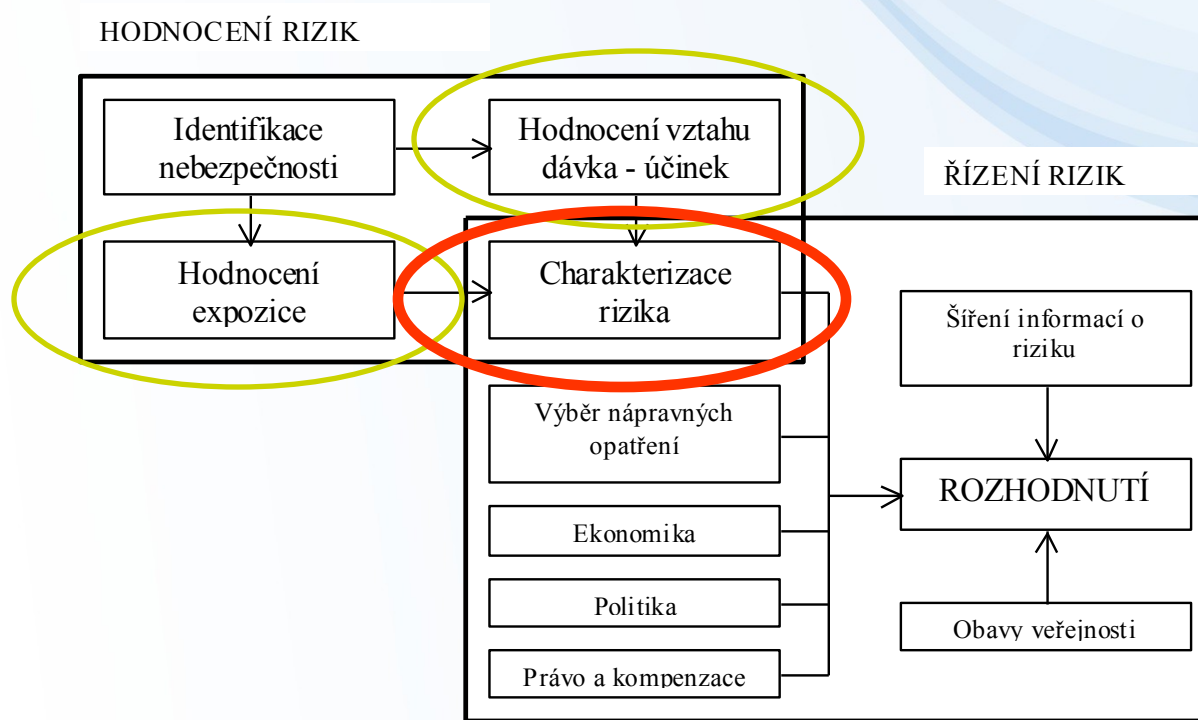 HODNOCENÍ RIZIK
Identifikace
nebezpečnosti
Hodnocení vztahu
dávka - účinek
ŘÍZENÍ RIZIK
Hodnocení
expozice
Charakterizace
rizika
Šíření informací o
riziku
Výběr nápravných
opatření
ROZHODNUTÍ
Ekonomika
Politika
Obavy veřejnosti
Právo a kompenzace